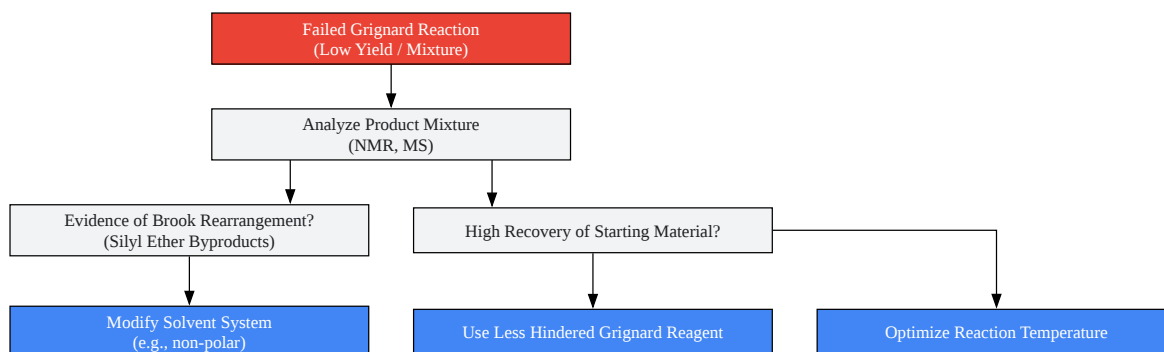 Failed Grignard Reaction
(Low Yield / Mixture)
Analyze Product Mixture
(NMR, MS)
Evidence of Brook Rearrangement?
(Silyl Ether Byproducts)
High Recovery of Starting Material?
Modify Solvent System
(e.g., non-polar)
Use Less Hindered Grignard Reagent
Optimize Reaction Temperature